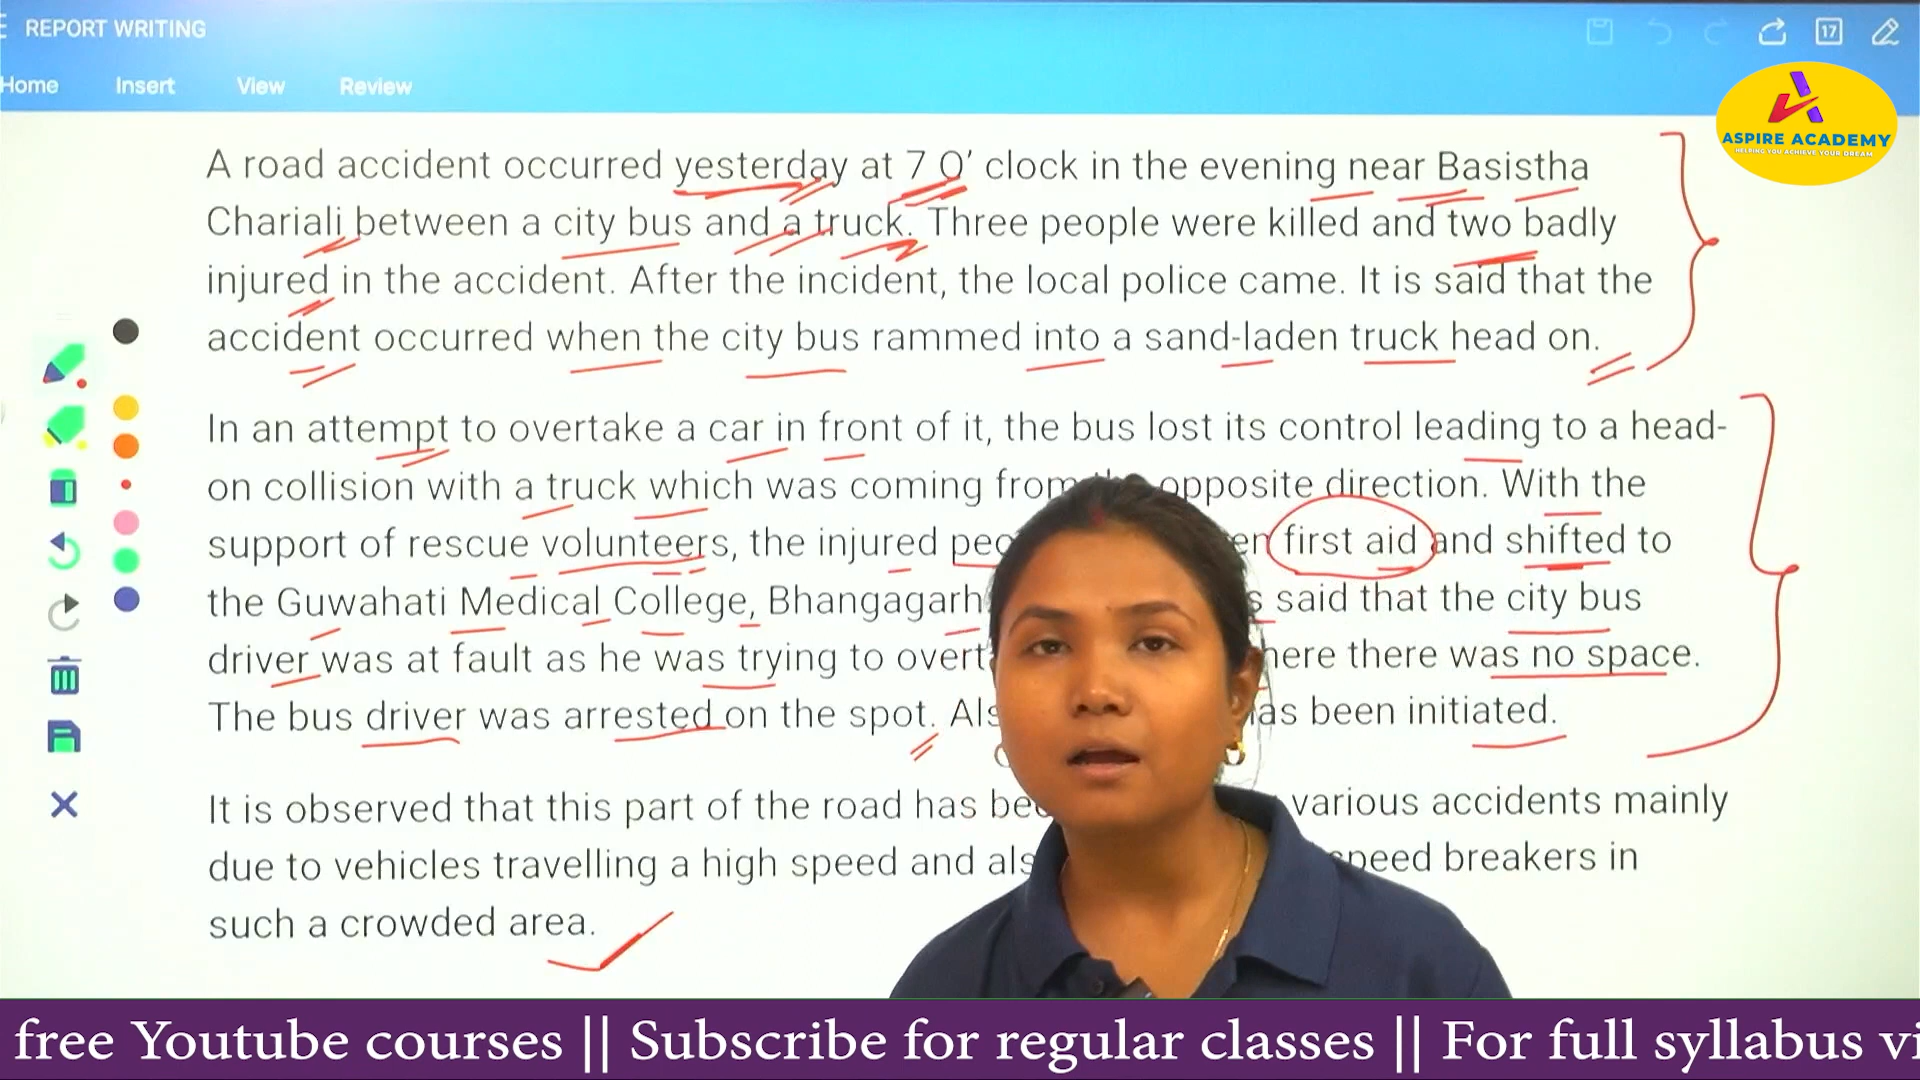 REPORT WRITING
17
Home Insert View Review
ASPIRE ACADEMY
HELPING YOU ACHIEVE YOUR DREAM
A road accident occurred yesterday at 7 O' clock in the evening near Basistha
Chariali between a city bus and a truck. Three people were killed and two badly
injured in the accident. After the incident, the local police came. It is said that the
accident occurred when the city bus rammed into a sand-laden truck head on.
In an attempt to overtake a car in front of it, the bus lost its control leading to a head-
on collision with a truck which was coming from opposite direction. With the
support of rescue volunteers, the injured first aid and shifted to
the Guwahati Medical College, Bhangagarh said that the city bus
driver was at fault as he was trying to there was no space.
The bus driver was arrested on the spot. has been initiated.
It is observed that this part of the road has various accidents mainly
due to vehicles travelling a high speed and speed breakers in
such a crowded area.
free Youtube courses || Subscribe for regular classes || For full syllabus